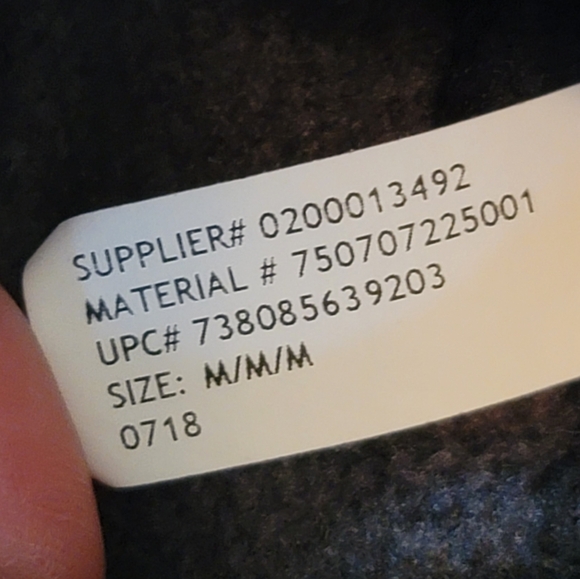 SUPPLIER# 0200013492
MATERIAL # 750707225001
UPC# 738085639203
SIZE: M/M/M
0718